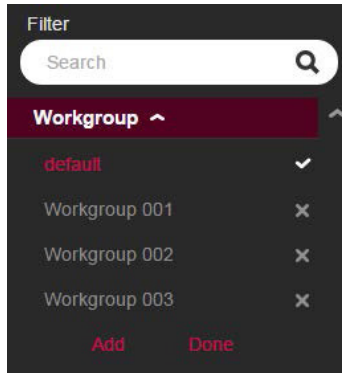 Filter
Search
Workgroup
default
Workgroup 001
Workgroup 002
Workgroup 003
Add Done